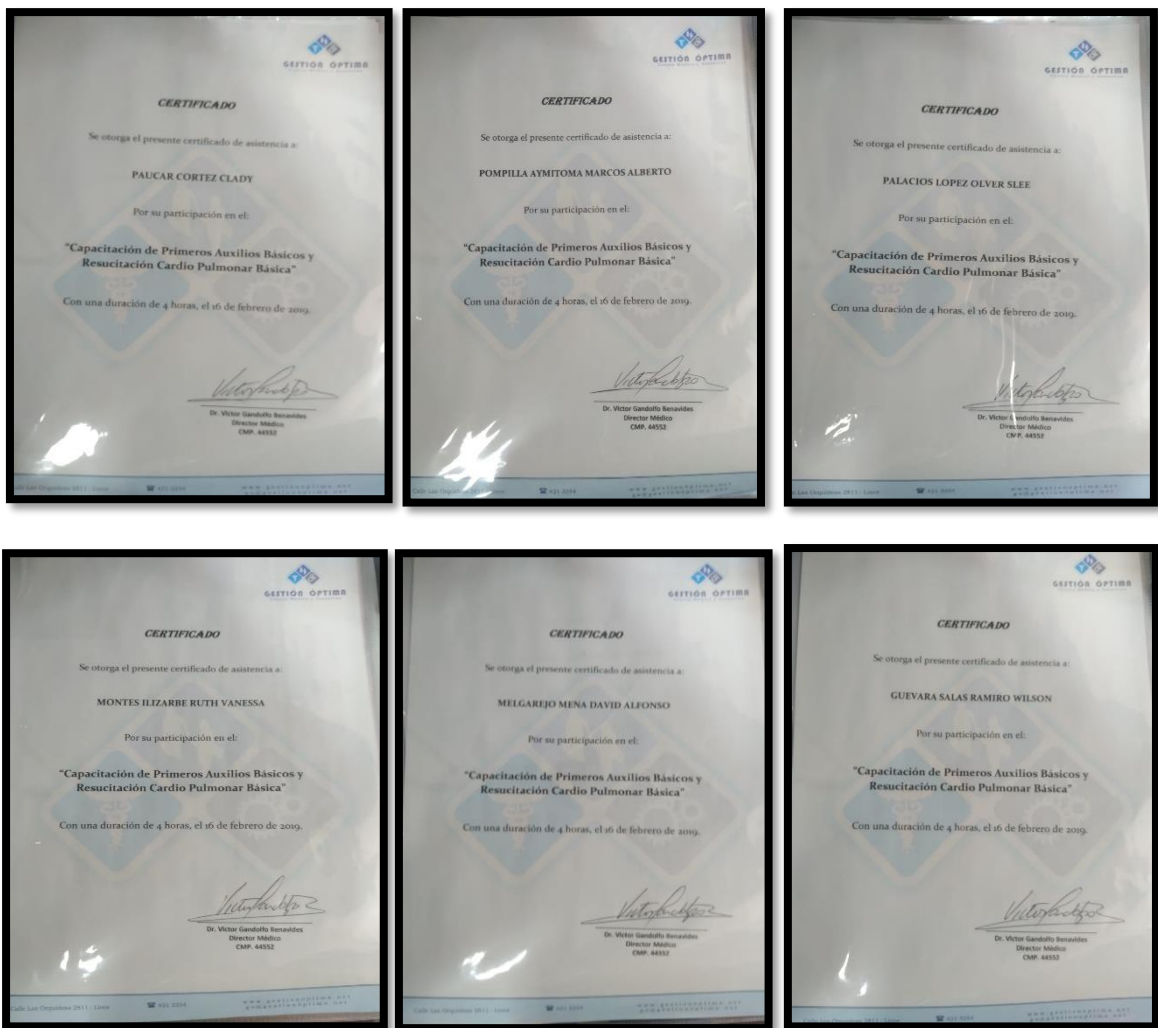 GESTIÓN ÓPTIMA
CERTIFICADO
Se otorga el presente certificado de asistencia a:
PAUCAR CORTEZ CLADY
Por su participación en el:
"Capacitación de Primeros Auxilios Básicos y
Resucitación Cardio Pulmonar Básica"
Con una duración de 4 horas, el 16 de febrero de 2019.
Dr. Victor Gandolfo Benavides
Director Médico
CMP. 44552
GESTIÓN ÓPTIMA
CERTIFICADO
Se otorga el presente certificado de asistencia a:
POMPILLA AYMITOMA MARCOS ALBERTO
Por su participación en el:
"Capacitación de Primeros Auxilios Básicos y
Resucitación Cardio Pulmonar Básica"
Con una duración de 4 horas, el 16 de febrero de 2019.
Dr. Victor Gandolfo Benavides
Director Médico
CMP. 44552
GESTIÓN ÓPTIMA
CERTIFICADO
Se otorga el presente certificado de asistencia a:
PALACIOS LOPEZ OLVER SLEE
Por su participación en el:
"Capacitación de Primeros Auxilios Básicos y
Resucitación Cardio Pulmonar Básica"
Con una duración de 4 horas, el 16 de febrero de 2019.
Dr. Victor Gandolfo Benavides
Director Médico
CMP. 44552
GESTIÓN ÓPTIMA
CERTIFICADO
Se otorga el presente certificado de asistencia a:
MONTES ILIZARBE RUTH VANESSA
Por su participación en el:
"Capacitación de Primeros Auxilios Básicos y
Resucitación Cardio Pulmonar Básica"
Con una duración de 4 horas, el 16 de febrero de 2019.
Dr. Victor Gandolfo Benavides
Director Médico
CMP. 44552
GESTIÓN ÓPTIMA
CERTIFICADO
Se otorga el presente certificado de asistencia a:
MELGAREJO MENA DAVID ALFONSO
Por su participación en el:
"Capacitación de Primeros Auxilios Básicos y
Resucitación Cardio Pulmonar Básica"
Con una duración de 4 horas, el 16 de febrero de 2019.
Dr. Victor Gandolfo Benavides
Director Médico
CMP. 44552
GESTIÓN ÓPTIMA
CERTIFICADO
Se otorga el presente certificado de asistencia a:
GUEVARA SALAS RAMIRO WILSON
Por su participación en el:
"Capacitación de Primeros Auxilios Básicos y
Resucitación Cardio Pulmonar Básica"
Con una duración de 4 horas, el 16 de febrero de 2019.
Dr. Victor Gandolfo Benavides
Director Médico
CMP. 44552